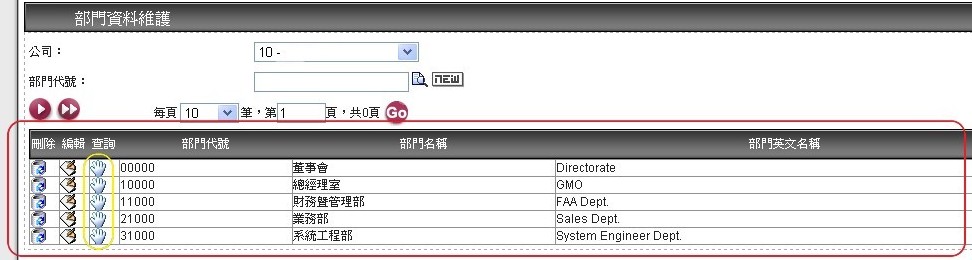 部門資料維護
公司：
10 -
部門代號：
NEW
每頁 10 筆，第 1 頁，共0頁 Go
刪除 編輯 查詢 部門代號 部門名稱 部門英文名稱
00000 董事會 Directorate
10000 總經理室 GMO
11000 財務暨管理部 FAA Dept.
21000 業務部 Sales Dept.
31000 系統工程部 System Engineer Dept.